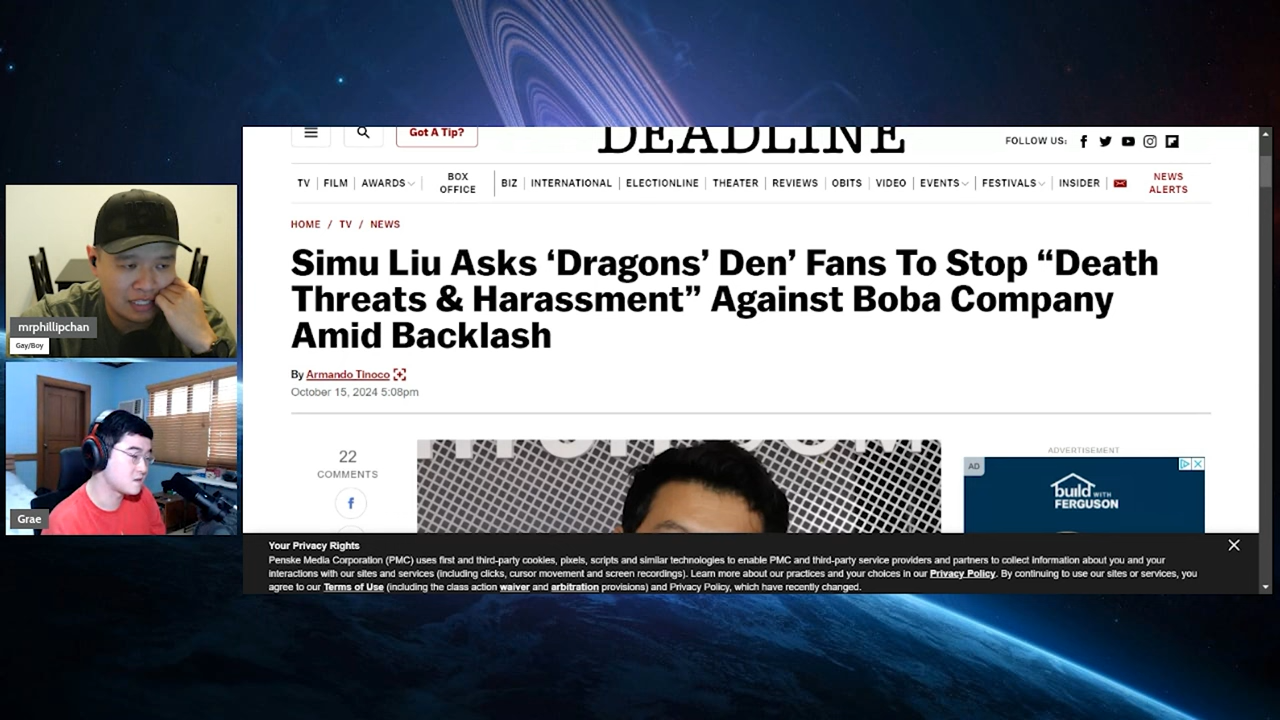 Got A Tip?
DEADLINE
FOLLOW US:
TV FILM AWARDS BOX OFFICE BIZ INTERNATIONAL ELECTIONLINE THEATER REVIEWS OBITS VIDEO EVENTS FESTIVALS INSIDER NEWS ALERTS
HOME / TV / NEWS
Simu Liu Asks ‘Dragons’ Den’ Fans To Stop “Death
Threats & Harassment” Against Boba Company
Amid Backlash
By Armando Tinoco
October 15, 2024 5:08pm
22
COMMENTS
ADVERTISEMENT
AD
build WITH
FERGUSON
mrphillipchan
Gay/Boy
Grae
Your Privacy Rights
Penske Media Corporation (PMC) uses first and third-party cookies, pixels, scripts and similar technologies to enable PMC and third-party service providers and partners to collect information about you and your
interactions with our sites and services (including clicks, cursor movement and screen recordings). Learn more about our practices and your choices in our Privacy Policy. By continuing to use our sites or services, you
agree to our Terms of Use (including the class action waiver and arbitration provisions) and Privacy Policy, which have recently changed.